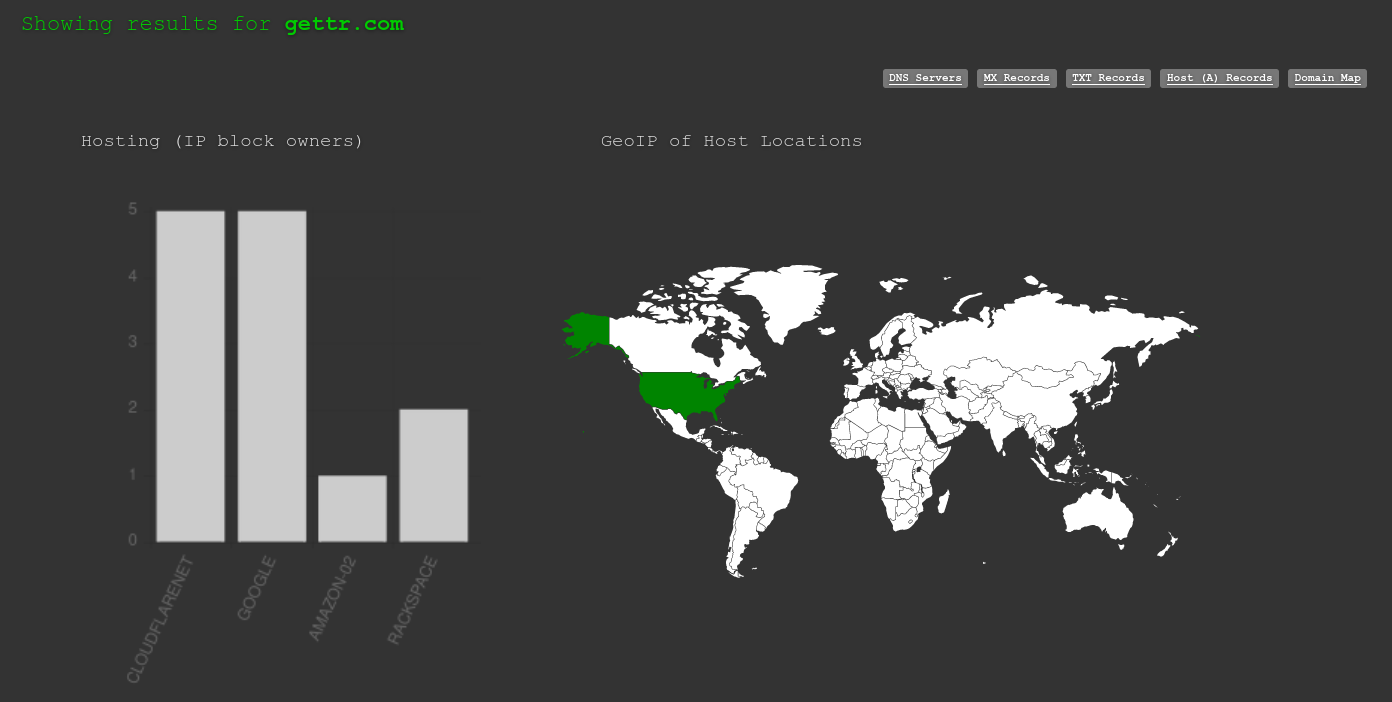 Showing results for gettr.com
DNS Servers MX Records TXT Records Host (A) Records Domain Map
Hosting (IP block owners)
GeoIP of Host Locations
5
4
3
2
1
0
CLOUDFLARENET
GOOGLE
AMAZON-02
RACKSPACE